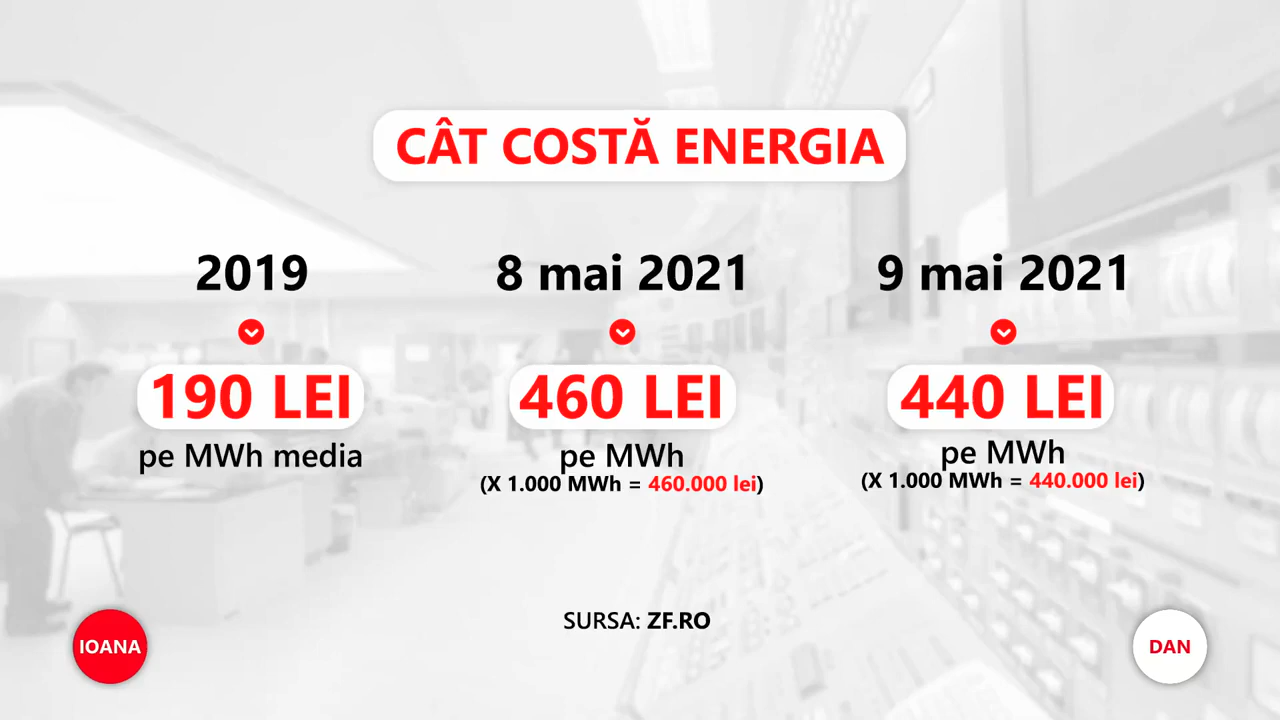 CÂT COSTĂ ENERGIA
2019
190 LEI
pe MWh media
8 mai 2021
460 LEI
pe MWh
(X 1.000 MWh = 460.000 lei)
9 mai 2021
440 LEI
pe MWh
(X 1.000 MWh = 440.000 lei)
SURSA: ZF.RO
IOANA
DAN